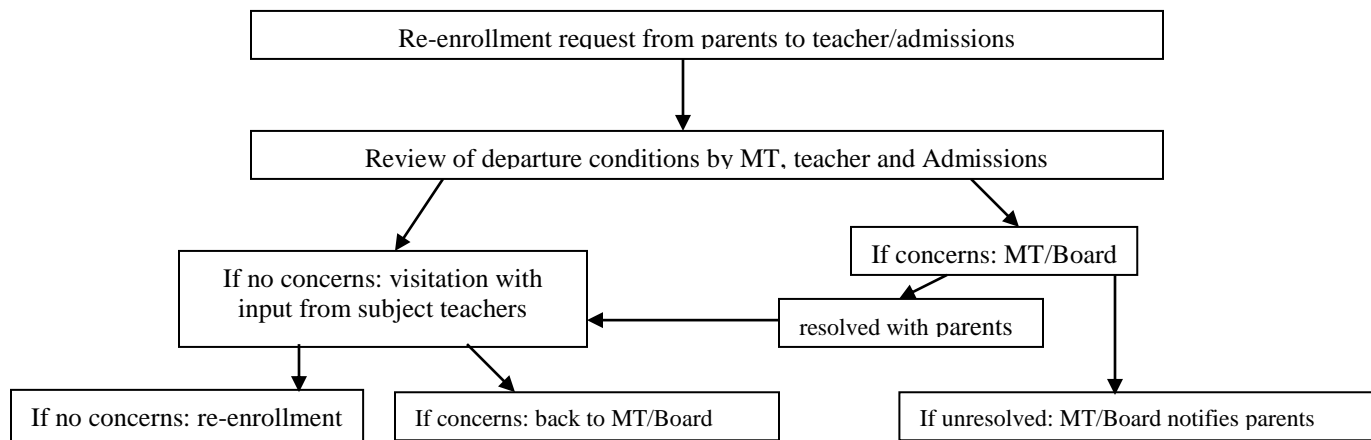 Re-enrollment request from parents to teacher/admissions
Review of departure conditions by MT, teacher and Admissions
If no concerns: visitation with
input from subject teachers
If concerns: MT/Board
resolved with parents
If no concerns: re-enrollment
If concerns: back to MT/Board
If unresolved: MT/Board notifies parents